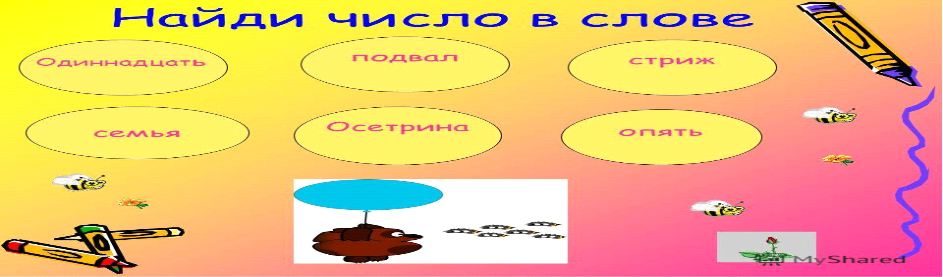 Найди число в слове
Одиннадцать подвал стриж
семья Осетрина опять
MyShared